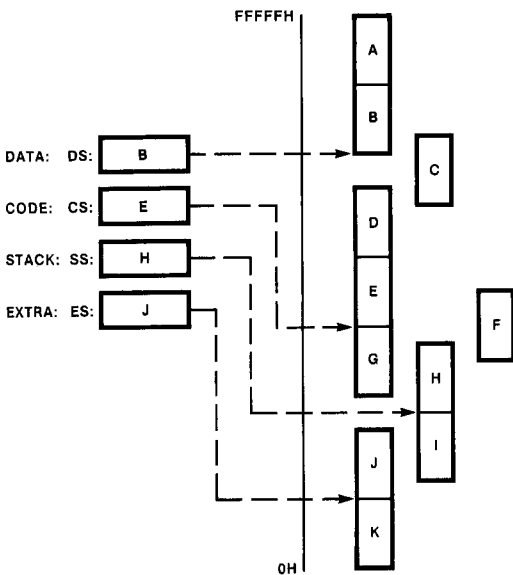 FFFFFH
A
B
C
DATA: DS: B
CODE: CS: E
STACK: SS: H
EXTRA: ES: J
D
E
F
G
H
I
J
K
0H